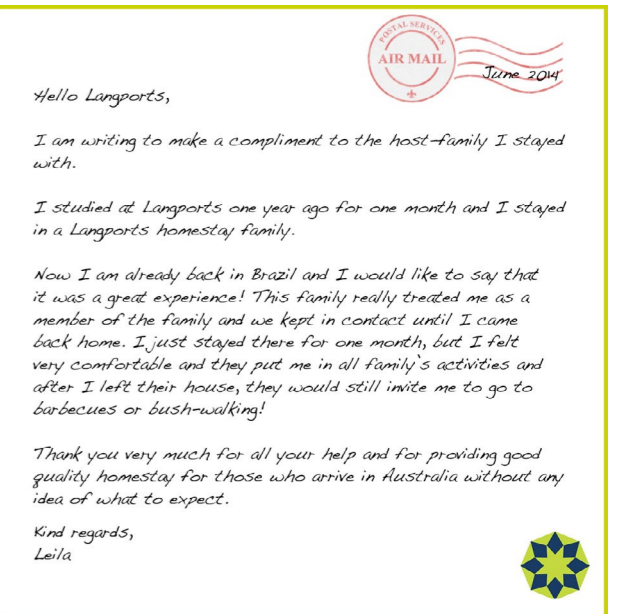 POSTAL SERVICES
AIR MAIL
June 2014
Hello Langports,
I am writing to make a compliment to the host-family I stayed
with.
I studied at Langports one year ago for one month and I stayed
in a Langports homestay family.
Now I am already back in Brazil and I would like to say that
it was a great experience! This family really treated me as a
member of the family and we kept in contact until I came
back home. I just stayed there for one month, but I felt
very comfortable and they put me in all family`s activities and
after I left their house, they would still invite me to go to
barbecues or bush-walking!
Thank you very much for all your help and for providing good
quality homestay for those who arrive in Australia without any
idea of what to expect.
Kind regards,
Leila